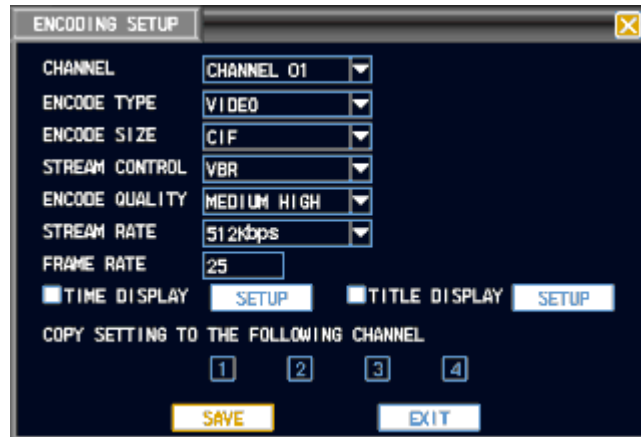 ENCODING SETUP
CHANNEL CHANNEL 01
ENCODE TYPE VIDEO
ENCODE SIZE CIF
STREAM CONTROL VBR
ENCODE QUALITY MEDIUM HIGH
STREAM RATE 512Kbps
FRAME RATE 25
TIME DISPLAY SETUP TITLE DISPLAY SETUP
COPY SETTING TO THE FOLLOWING CHANNEL
1 2 3 4
SAVE EXIT